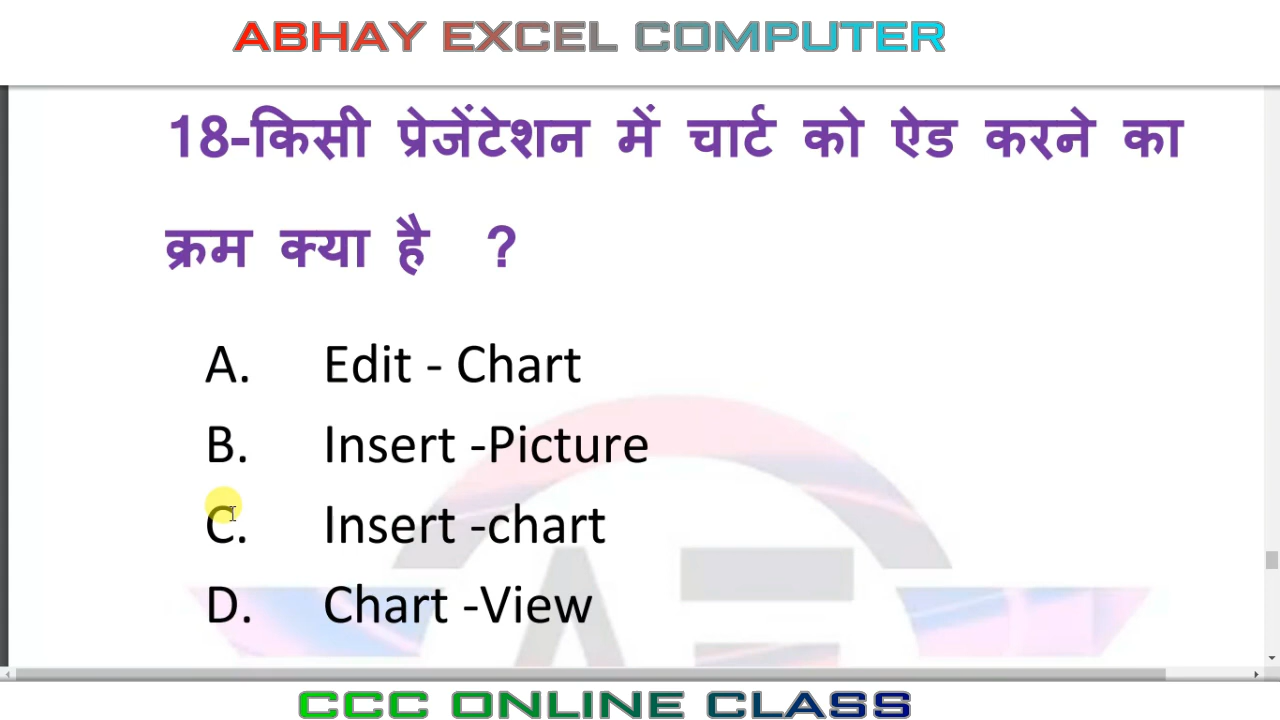 ABHAY EXCEL COMPUTER
18-किसी प्रेजेंटेशन में चार्ट को ऐड करने का
क्रम क्या है ?
A. Edit - Chart
B. Insert -Picture
C. Insert -chart
D. Chart -View
CCC ONLINE CLASS